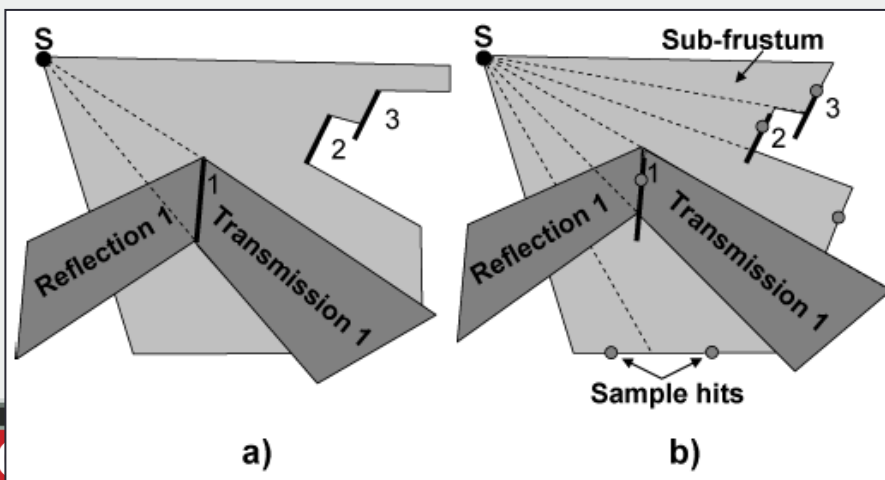 S
1
2
3
Reflection 1
Transmission 1
a)
S
Sub-frustum
1
2
3
Reflection 1
Transmission 1
Sample hits
b)